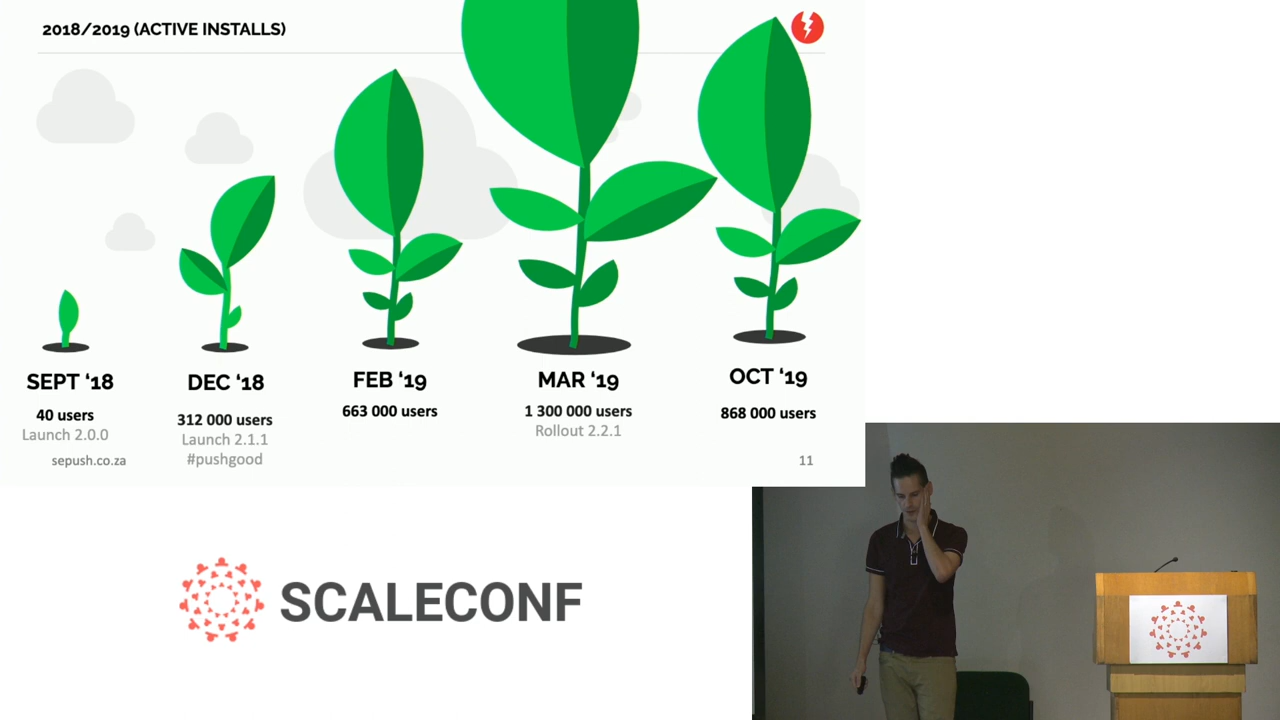 2018/2019 (ACTIVE INSTALLS)
SEPT ‘18
40 users
Launch 2.0.0
DEC ‘18
312 000 users
Launch 2.1.1
#pushgood
FEB ‘19
663 000 users
MAR ‘19
1 300 000 users
Rollout 2.2.1
OCT ‘19
868 000 users
sepush.co.za
11
SCALECONF